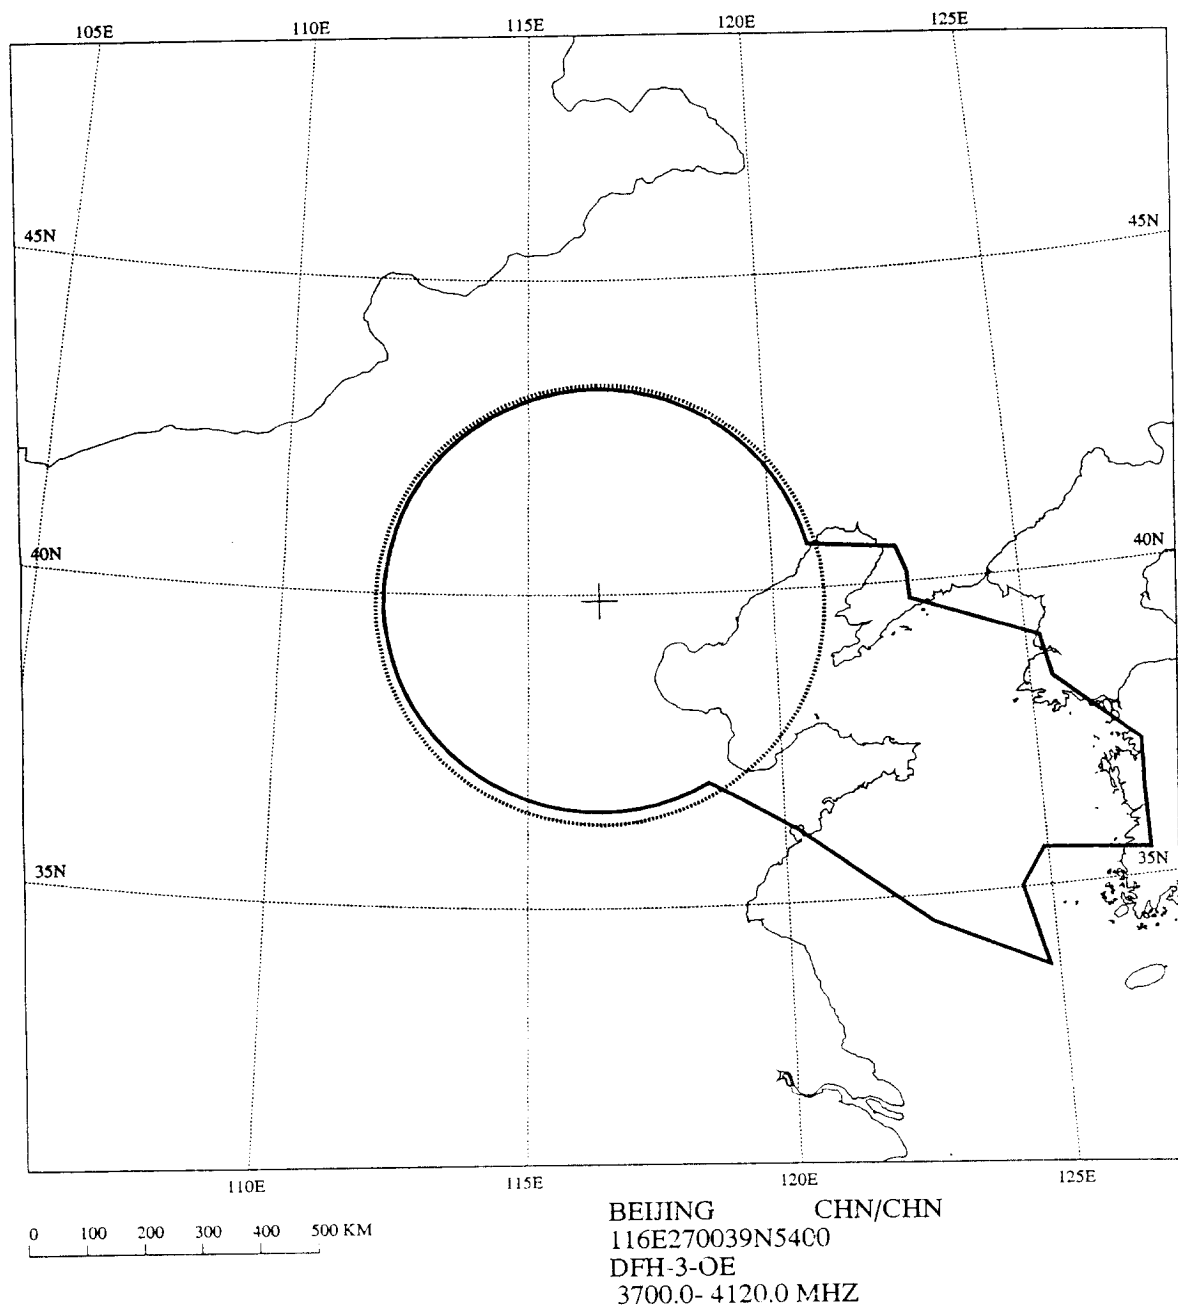 105E 110E 115E 120E 125E
45N 45N
40N 40N
35N 35N
110E 115E 120E 125E
0 100 200 300 400 500 KM
BEIJING CHN/CHN
116E270039N5400
DFH-3-OE
3700.0- 4120.0 MHZ